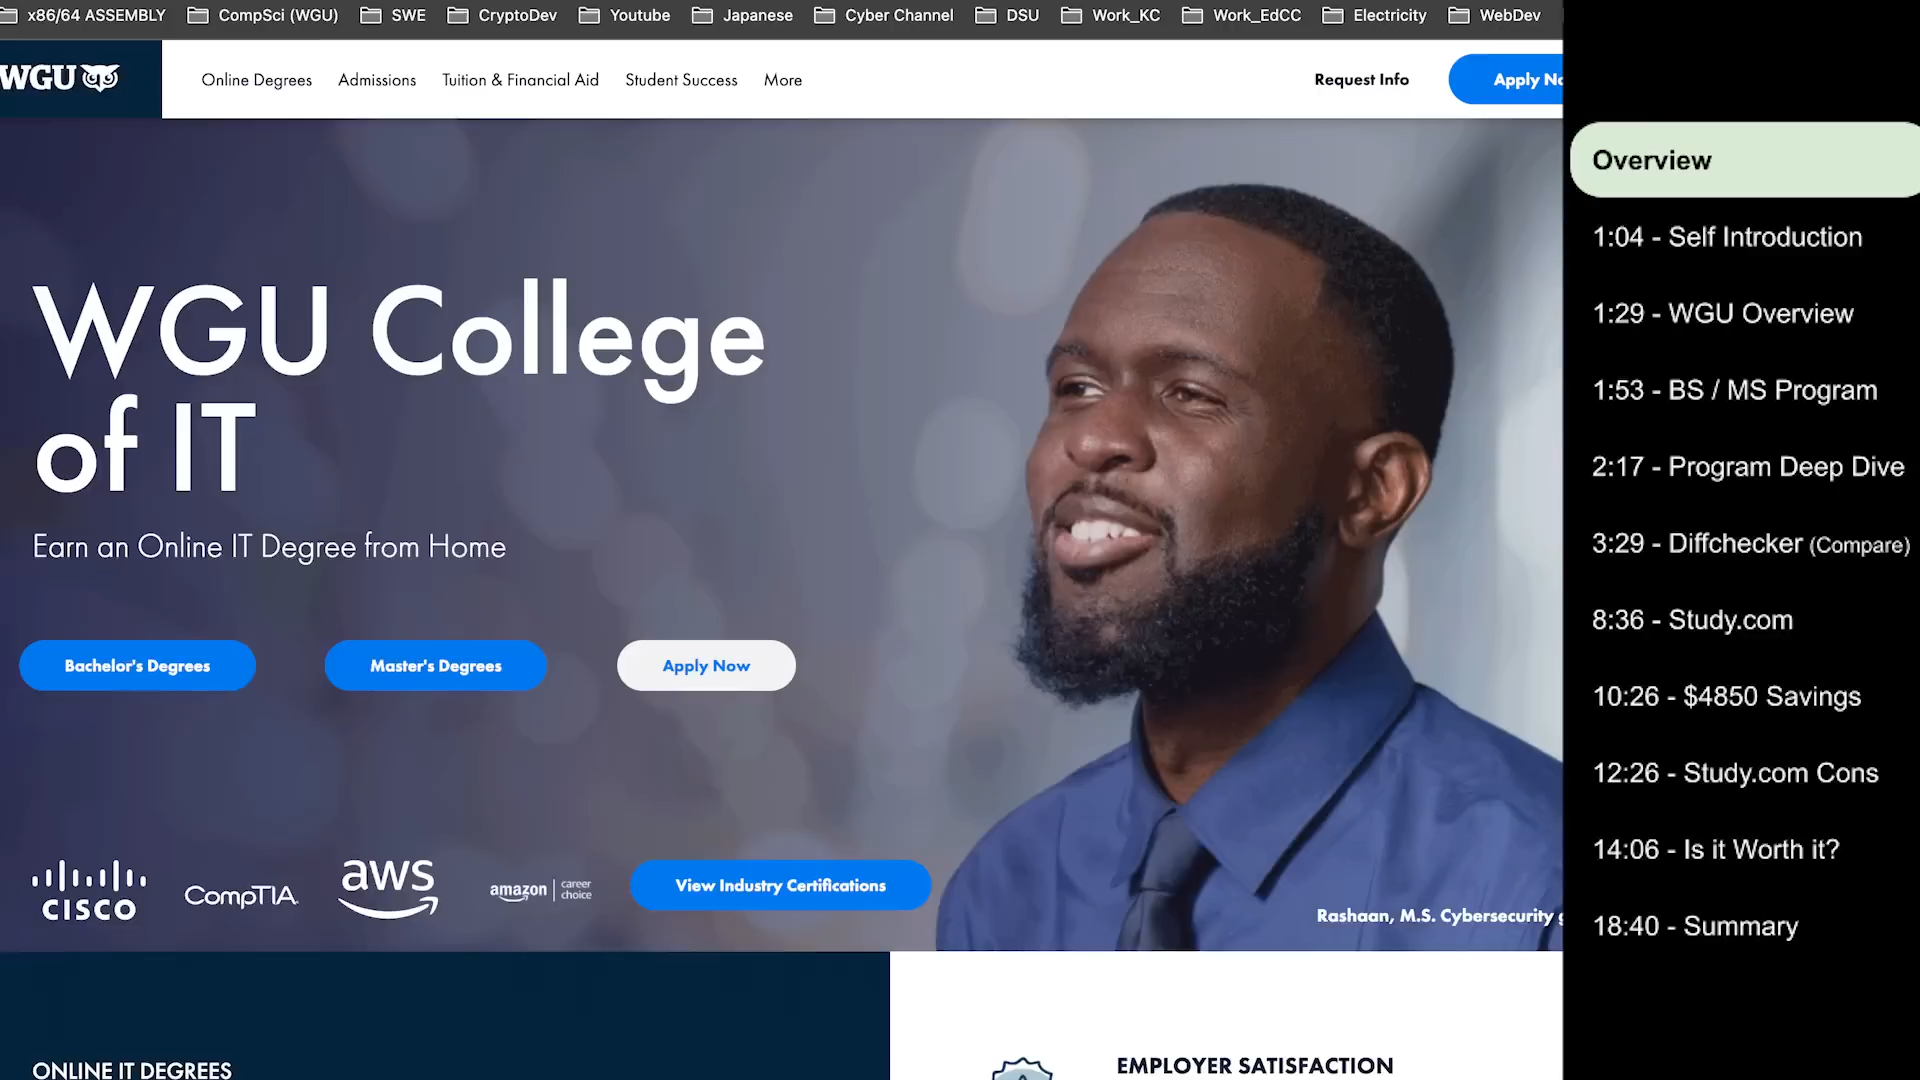 x86/64 ASSEMBLY
CompSci (WGU)
SWE
CryptoDev
Youtube
Japanese
Cyber Channel
DSU
Work_KC
Work_EdCC
Electricity
WebDev
WGU
Online Degrees
Admissions
Tuition & Financial Aid
Student Success
More
Request Info
Apply
WGU College
of IT
Earn an Online IT Degree from Home
Bachelor's Degrees
Master's Degrees
Apply Now
CISCO
CompTIA
aws
amazon | career choice
View Industry Certifications
Rashaan, M.S. Cybersecurity
ONLINE IT DEGREES
EMPLOYER SATISFACTION
Overview
1:04 - Self Introduction
1:29 - WGU Overview
1:53 - BS / MS Program
2:17 - Program Deep Dive
3:29 - Diffchecker (Compare)
8:36 - Study.com
10:26 - $4850 Savings
12:26 - Study.com Cons
14:06 - Is it Worth it?
18:40 - Summary